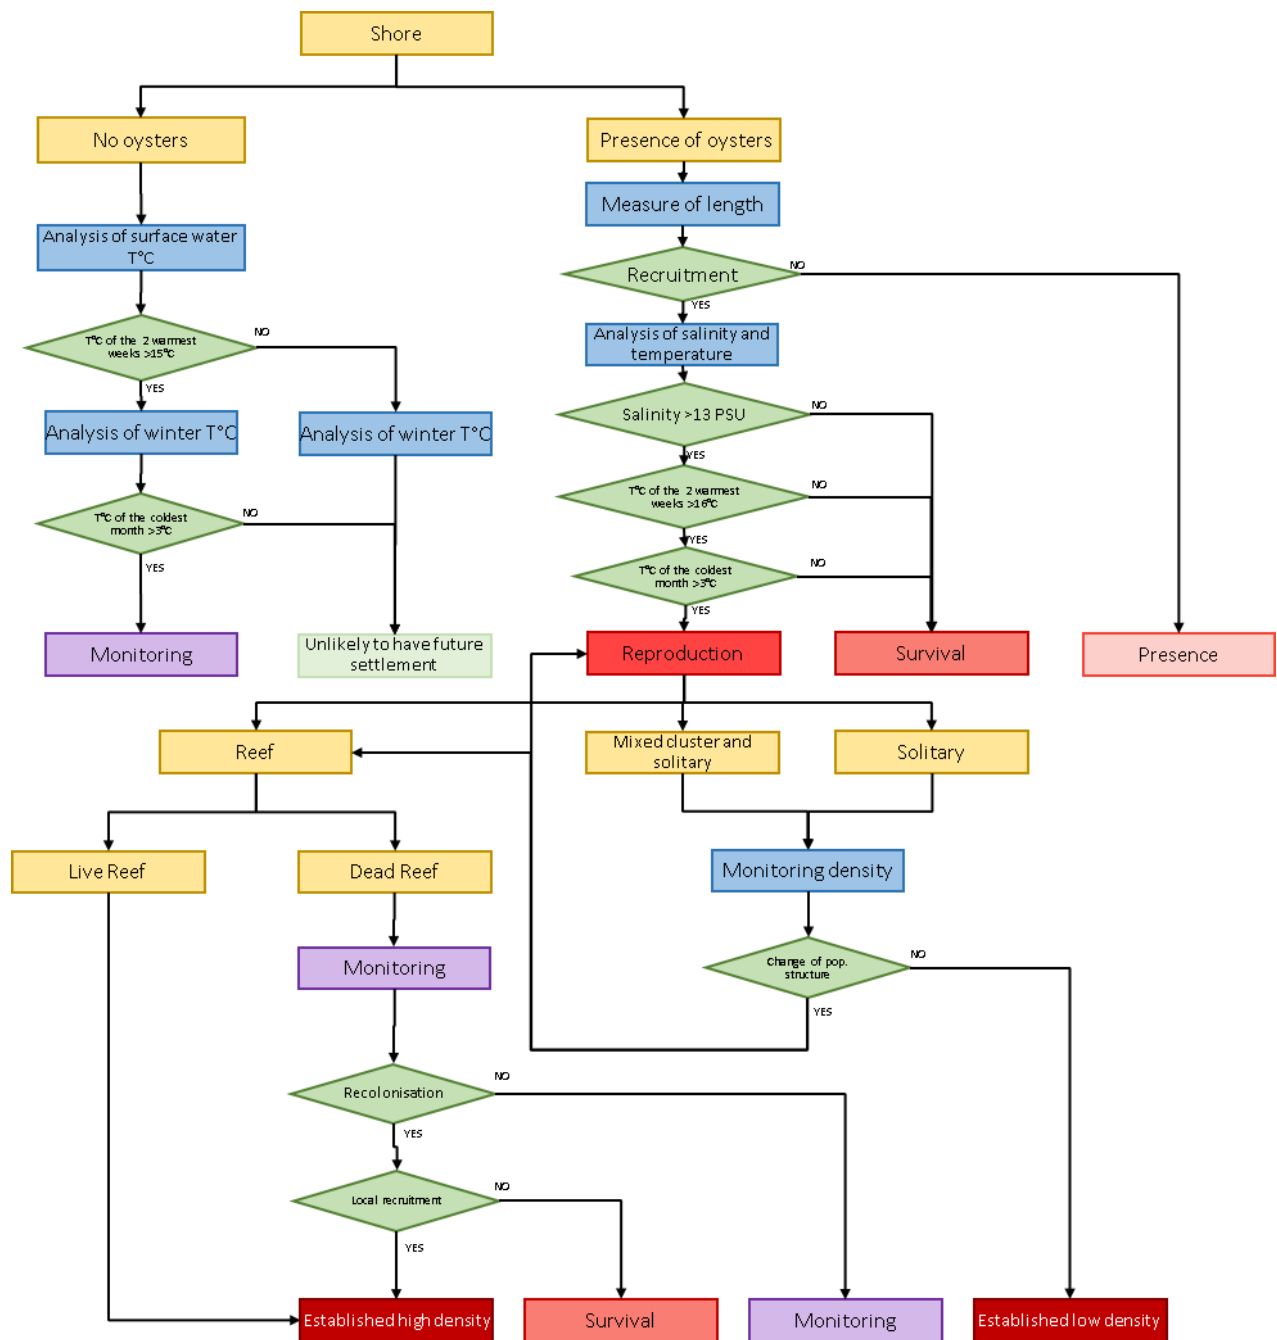 Shore
No oysters
Presence of oysters
Measure of length
Analysis of surface water
T°C
Recruitment
NO
YES
Analysis of salinity and
temperature
T°C of the 2 warmest
weeks >15°C
NO
YES
Salinity >13 PSU
NO
YES
Analysis of winter T°C
Analysis of winter T°C
T°C of the 2 warmest
weeks >16°C
NO
YES
T°C of the coldest
month >3°C
NO
YES
T°C of the coldest
month >3°C
NO
YES
Monitoring
Unlikely to have future
settlement
Reproduction
Survival
Presence
Reef
Mixed cluster and
solitary
Solitary
Live Reef
Dead Reef
Monitoring density
Monitoring
Change of pop.
structure
NO
YES
Recolonisation
NO
YES
Local recruitment
NO
YES
Established high density
Survival
Monitoring
Established low density